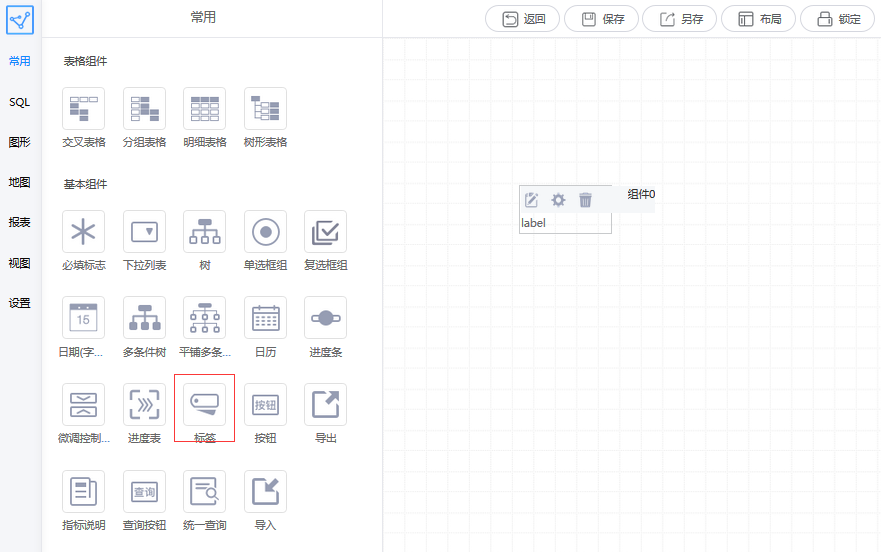 常用
返回
保存
另存
布局
锁定
常用
SQL
图形
地图
报表
视图
设置
表格组件
交叉表格
分组表格
明细表格
树形表格
基本组件
必填标志
下拉列表
树
单选框组
复选框组
15
日期(字...
多条件树
平铺多条...
日历
进度条
微调控制...
进度表
标签
按钮
按钮
导出
指标说明
查询
查询按钮
统一查询
导入
组件0
label